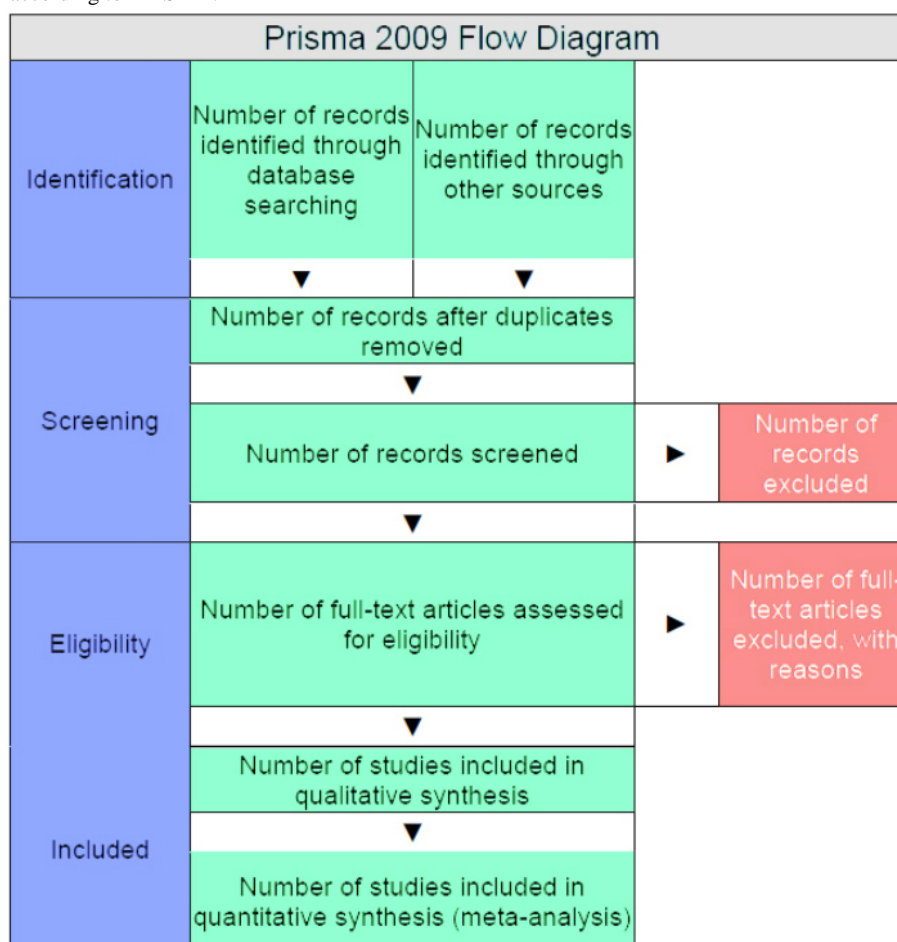 Prisma 2009 Flow Diagram
Identification
Number of records
identified through
database
searching
Number of records
identified through
other sources
▼
▼
Screening
Number of records after duplicates
removed
▼
Number of records screened
►
Number of
records
excluded
▼
Eligibility
Number of full-text articles assessed
for eligibility
►
Number of full-
text articles
excluded, with
reasons
▼
Included
Number of studies included in
qualitative synthesis
▼
Number of studies included in
quantitative synthesis (meta-analysis)